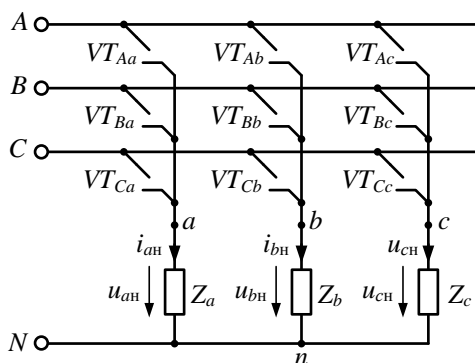 A
VT_Aa VT_Ab VT_Ac
B
VT_Ba VT_Bb VT_Bc
C
VT_Ca VT_Cb VT_Cc
a b c
i_aн i_bн u_cн
u_aн Z_a u_bн Z_b u_cн Z_c
N
n